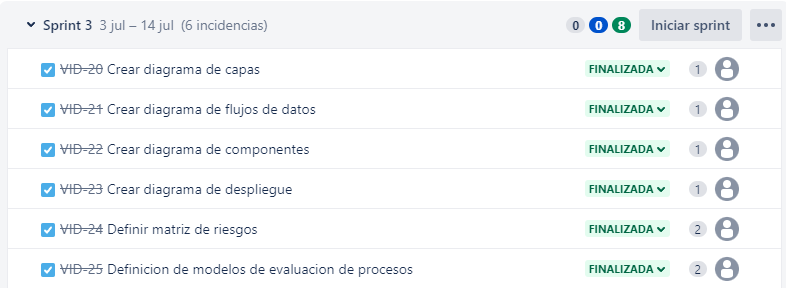 Sprint 3 3 jul – 14 jul (6 incidencias) 0 0 8 Iniciar sprint
VID-20 Crear diagrama de capas FINALIZADA 1
VID-21 Crear diagrama de flujos de datos FINALIZADA 1
VID-22 Crear diagrama de componentes FINALIZADA 1
VID-23 Crear diagrama de despliegue FINALIZADA 1
VID-24 Definir matriz de riesgos FINALIZADA 2
VID-25 Definicion de modelos de evaluacion de procesos FINALIZADA 2